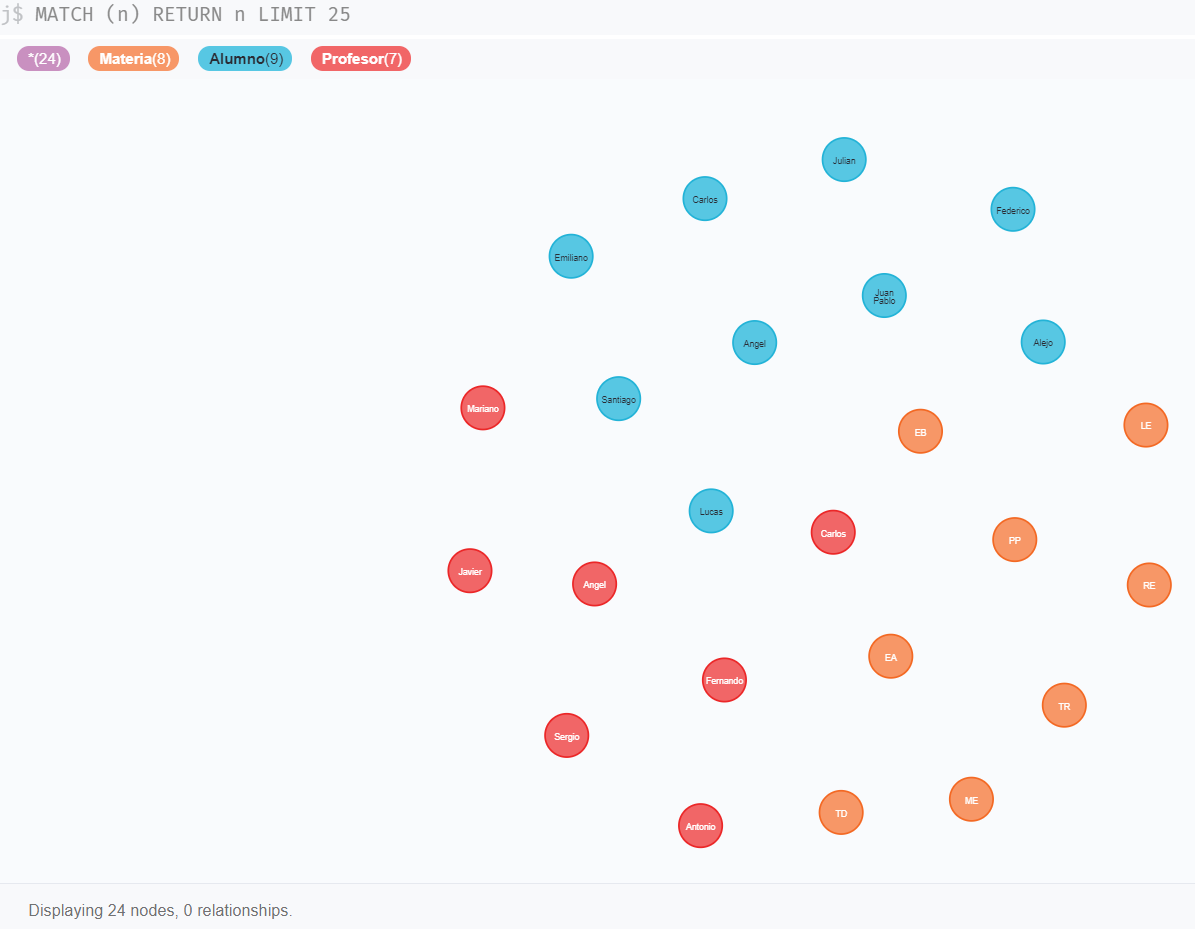 j$ MATCH (n) RETURN n LIMIT 25
*(24) Materia(8) Alumno(9) Profesor(7)
Julian
Carlos
Federico
Emiliano
Juan
Pablo
Angel
Alejo
Santiago
Mariano
LE
EB
Lucas
Carlos
PP
Javier
Angel
RE
EA
Fernando
TR
Sergio
ME
TD
Antonio
Displaying 24 nodes, 0 relationships.